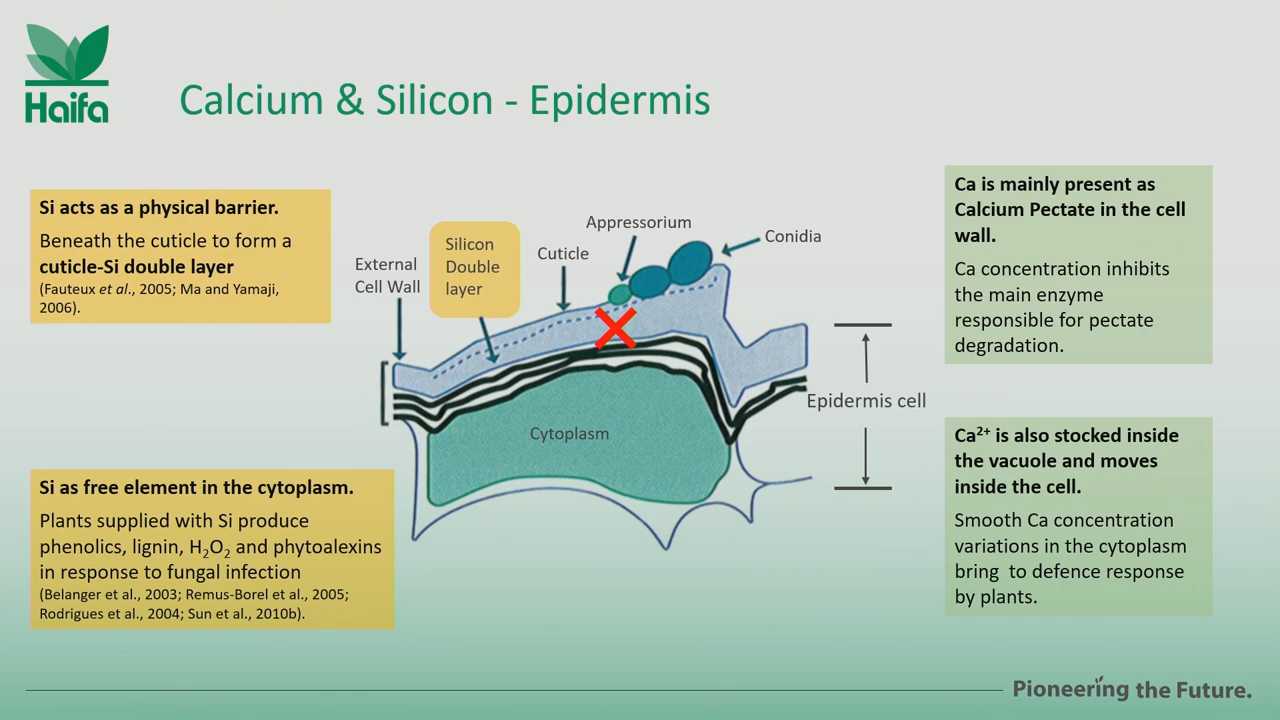 Haifa
Calcium & Silicon - Epidermis
Si acts as a physical barrier.
Beneath the cuticle to form a
cuticle-Si double layer
(Fauteux et al., 2005; Ma and Yamaji,
2006).
Si as free element in the cytoplasm.
Plants supplied with Si produce
phenolics, lignin, H₂O₂ and phytoalexins
in response to fungal infection
(Belanger et al., 2003; Remus-Borel et al., 2005;
Rodrigues et al., 2004; Sun et al., 2010b).
External
Cell Wall
Silicon
Double
layer
Cuticle
Appressorium
Conidia
Cytoplasm
Epidermis cell
Ca is mainly present as
Calcium Pectate in the cell
wall.
Ca concentration inhibits
the main enzyme
responsible for pectate
degradation.
Ca²⁺ is also stocked inside
the vacuole and moves
inside the cell.
Smooth Ca concentration
variations in the cytoplasm
bring  to defence response
by plants.
Pioneering the Future.